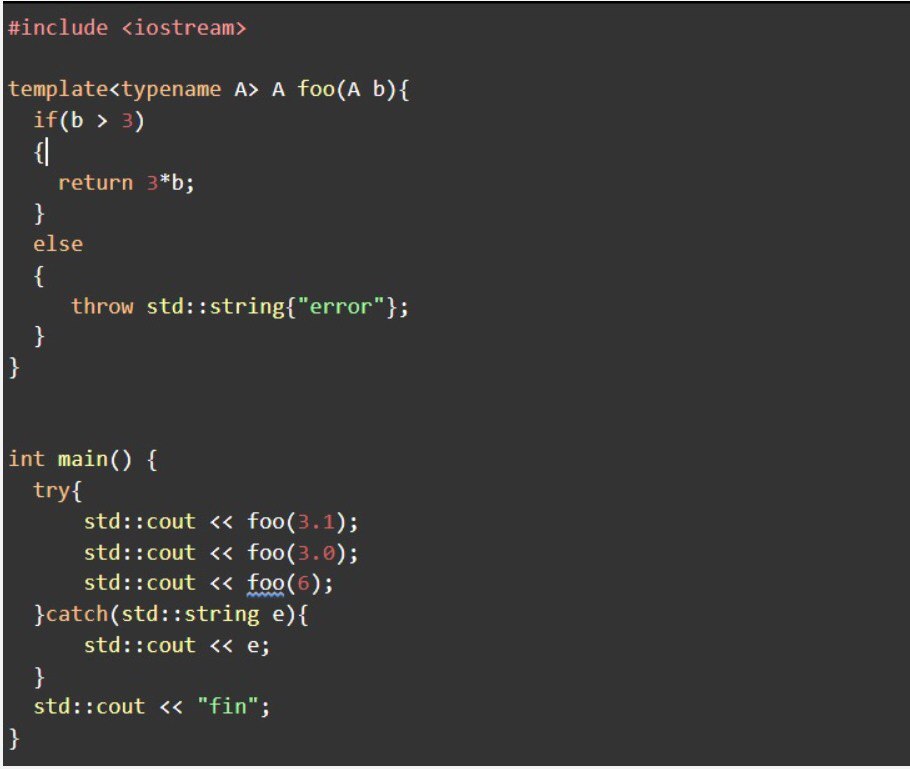 #include <iostream>
template<typename A> A foo(A b){
if(b > 3)
{
return 3*b;
}
else
{
throw std::string{"error"};
}
}
int main() {
try{
std::cout << foo(3.1);
std::cout << foo(3.0);
std::cout << foo(6);
}catch(std::string e){
std::cout << e;
}
std::cout << "fin";
}